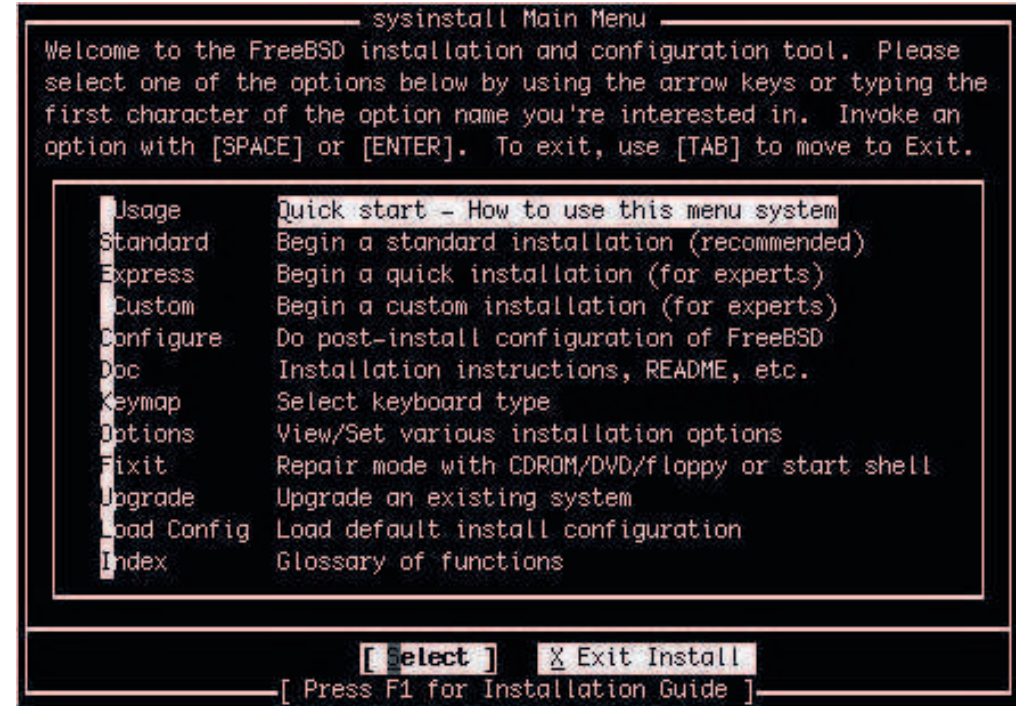 sysinstall Main Menu
Welcome to the FreeBSD installation and configuration tool.  Please
select one of the options below by using the arrow keys or typing the
first character of the option name you're interested in.  Invoke an
option with [SPACE] or [ENTER].  To exit, use [TAB] to move to Exit.
Usage Quick start - How to use this menu system
Standard Begin a standard installation (recommended)
Express Begin a quick installation (for experts)
Custom Begin a custom installation (for experts)
Configure Do post-install configuration of FreeBSD
Doc Installation instructions, README, etc.
Keymap Select keyboard type
Options View/Set various installation options
Fixit Repair mode with CDROM/DVD/floppy or start shell
Upgrade Upgrade an existing system
Load Config Load default install configuration
Index Glossary of functions
[ Select ] X Exit Install
[ Press F1 for Installation Guide ]